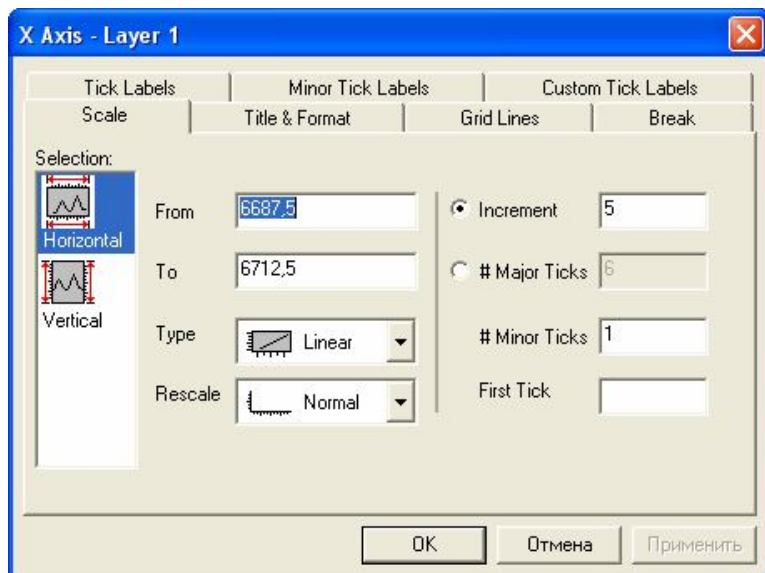 X Axis - Layer 1
Tick Labels
Minor Tick Labels
Custom Tick Labels
Scale
Title & Format
Grid Lines
Break
Selection:
Horizontal
Vertical
From
6687,5
To
6712,5
Type
Linear
Rescale
Normal
Increment
5
# Major Ticks
6
# Minor Ticks
1
First Tick
OK
Отмена
Применить